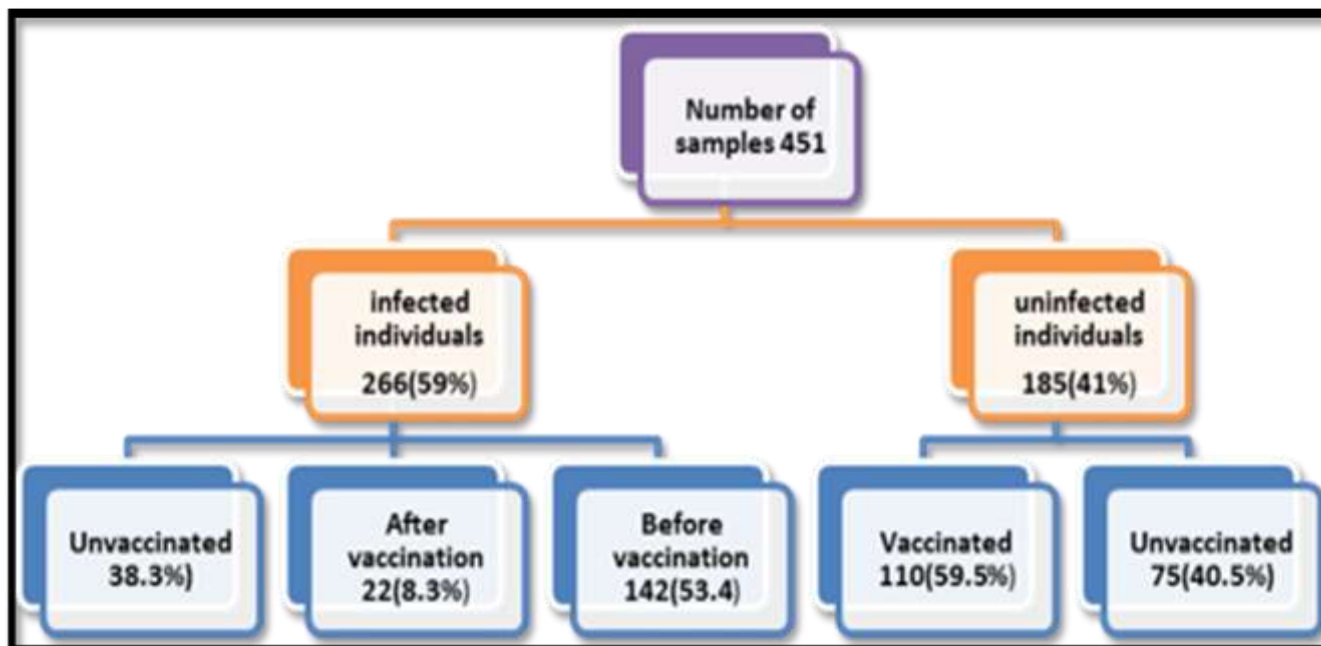 Number of
samples 451
infected
individuals
266(59%)
uninfected
individuals
185(41%)
Unvaccinated
38.3%)
After
vaccination
22(8.3%)
Before
vaccination
142(53.4)
Vaccinated
110(59.5%)
Unvaccinated
75(40.5%)